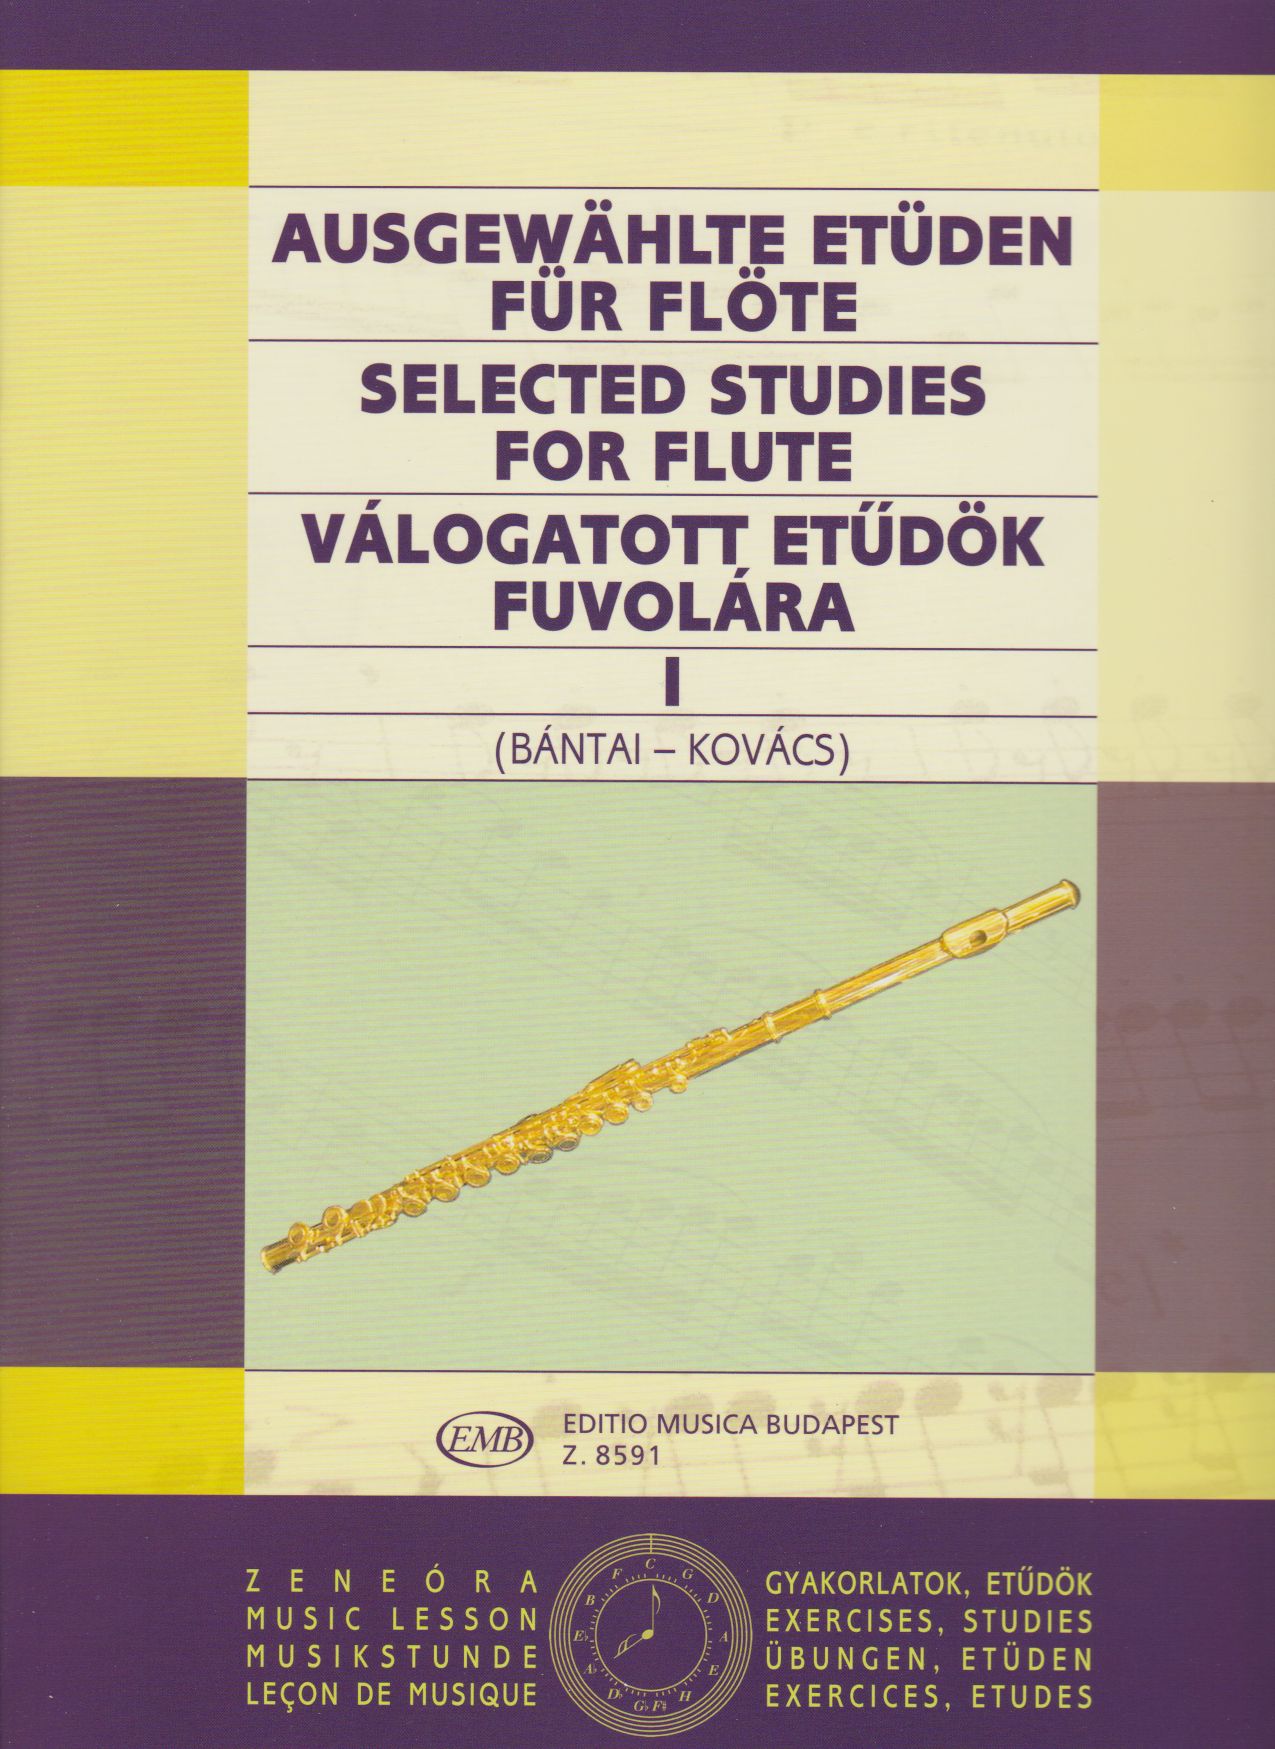 AUSGEWÄHLTE ETÜDEN
FÜR FLÖTE
SELECTED STUDIES
FOR FLUTE
VÁLOGATOTT ETŰDÖK
FUVOLÁRA
I
(BÁNTAI – KOVÁCS)
EMB
EDITIO MUSICA BUDAPEST
Z. 8591
ZENEÓRA
MUSIC LESSON
MUSIKSTUNDE
LEÇON DE MUSIQUE
C
G
D
A
E
H
G♭ F#
D♭
A♭
E♭
B
F
GYAKORLATOK, ETŰDÖK
EXERCISES, STUDIES
ÜBUNGEN, ETÜDEN
EXERCICES, ETUDES